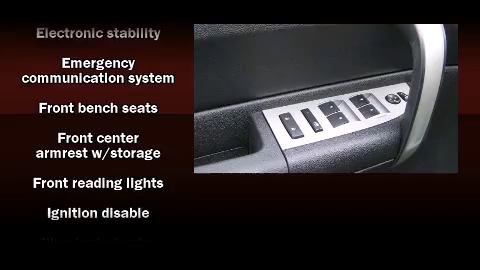 Electronic stability
Emergency
communication system
Front bench seats
Front center
armrest w/storage
Front reading lights
Ignition disable